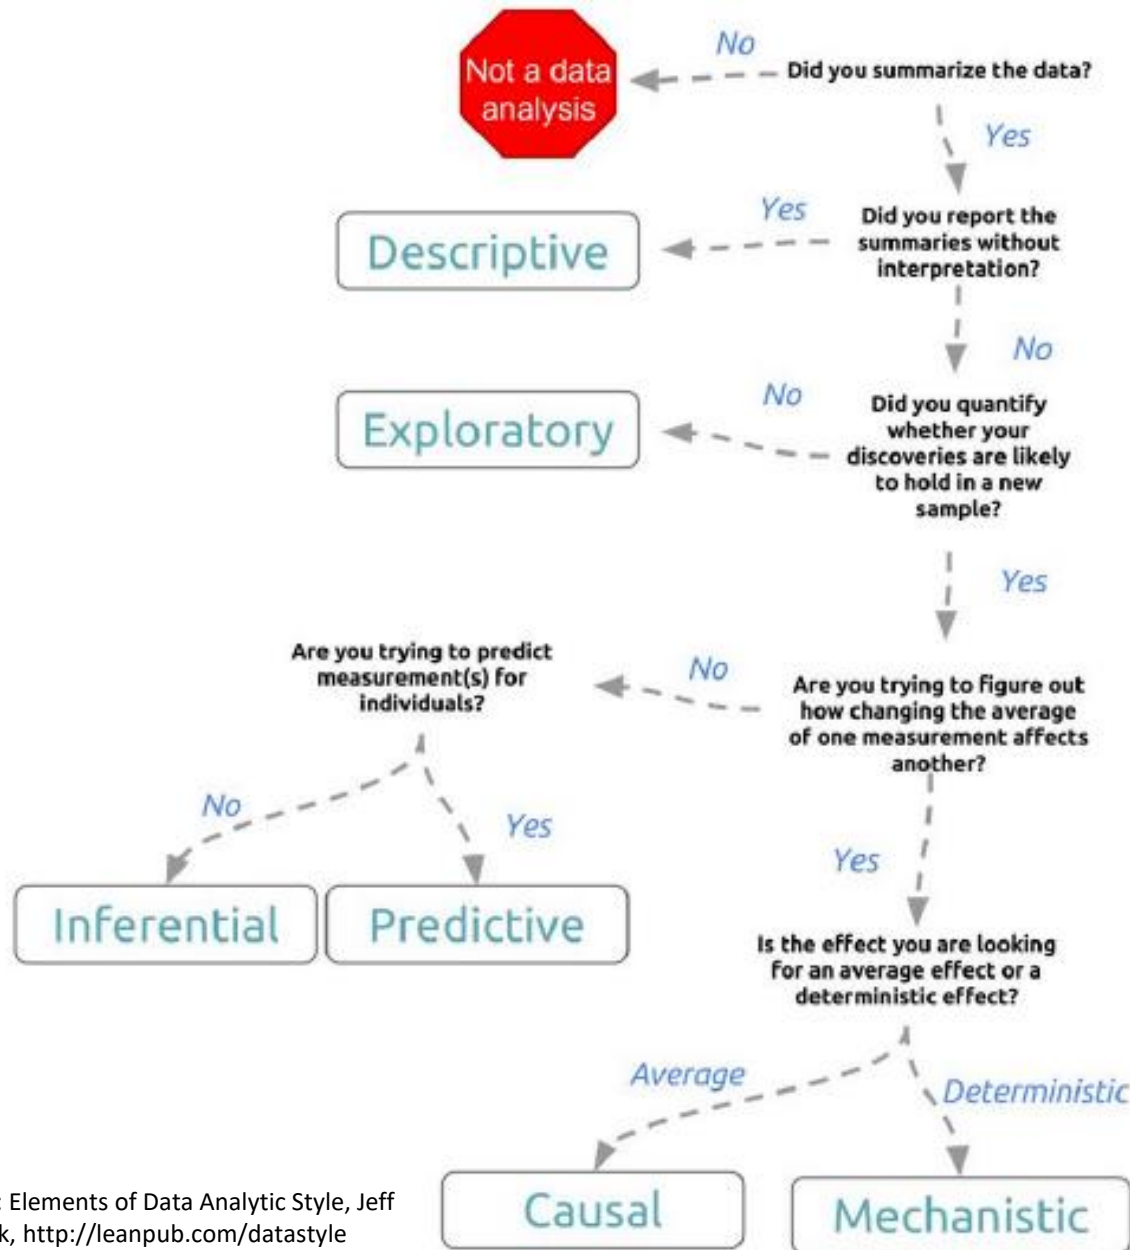 No
Did you summarize the data?
Not a data
analysis
Yes
Did you report the
summaries without
interpretation?
Yes
Descriptive
No
Did you quantify
whether your
discoveries are likely
to hold in a new
sample?
No
Exploratory
Yes
Are you trying to figure out
how changing the average
of one measurement affects
another?
No
Are you trying to predict
measurement(s) for
individuals?
No
Yes
Inferential
Predictive
Yes
Is the effect you are looking
for an average effect or a
deterministic effect?
Average
Deterministic
Causal
Mechanistic
: Elements of Data Analytic Style, Jeff
k, http://leanpub.com/datastyle